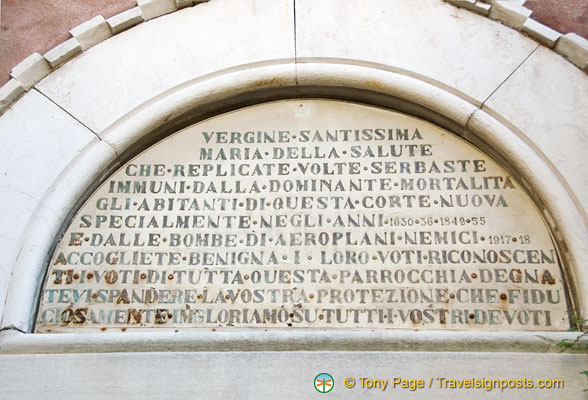 VERGINE·SANTISSIMA
MARIA·DELLA·SALUTE
CHE·REPLICATE·VOLTE·SERBASTE
IMMUNI·DALLA·DOMINANTE·MORTALITÀ
GLI·ABITANTI·DI·QUESTA·CORTE·NUOVA
SPECIALMENTE·NEGLI·ANNI·1630·36·1849·55
E·DALLE·BOMBE·DI·AEROPLANI·NEMICI·1917·18
ACCOGLIETE·BENIGNA·I·LORO·VOTI·RICONOSCEN
TI·I·VOTI·DI·TUTTA·QUESTA·PARROCCHIA·DEGNA
TEVI·SPANDERE·LA·VOSTRA·PROTEZIONE·CHE·FIDU
CIOSAMENTE·IMPLORIAMO·SU·TUTTI·I·VOSTRI·DEVOTI
© Tony Page / Travelsignposts.com